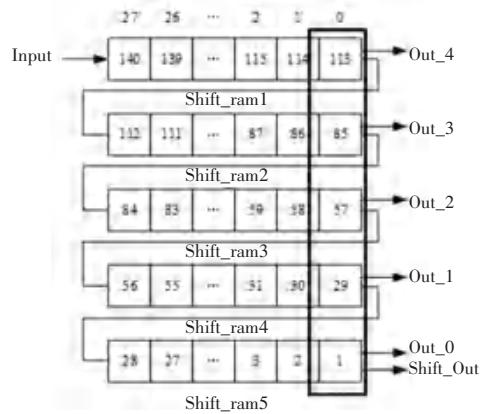 27 26 ... 2 1 0
Input 140 139 ... 115 114 113 Out_4
Shift_ram1
112 111 ... 87 86 85 Out_3
Shift_ram2
84 83 ... 59 58 57 Out_2
Shift_ram3
56 55 ... 31 30 29 Out_1
Shift_ram4
Out_0
28 27 ... 3 2 1 Shift_Out
Shift_ram5